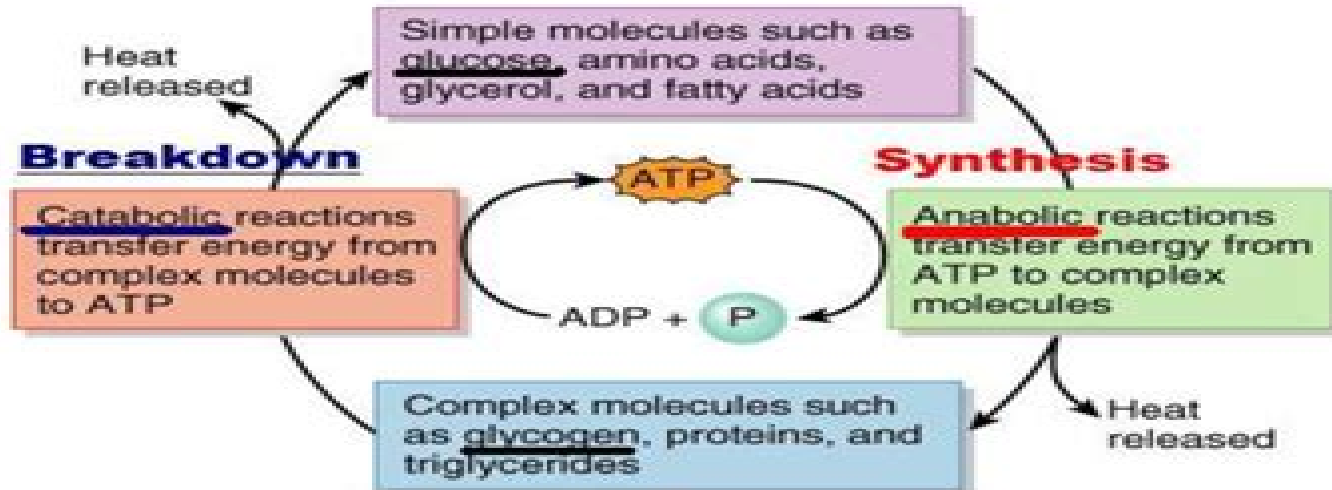 Simple molecules such as
glucose, amino acids,
glycerol, and fatty acids
Heat
released
Breakdown
Synthesis
ATP
Catabolic reactions
transfer energy from
complex molecules
to ATP
Anabolic reactions
transfer energy from
ATP to complex
molecules
ADP + P
Complex molecules such
as glycogen, proteins, and
triglycerides
Heat
released